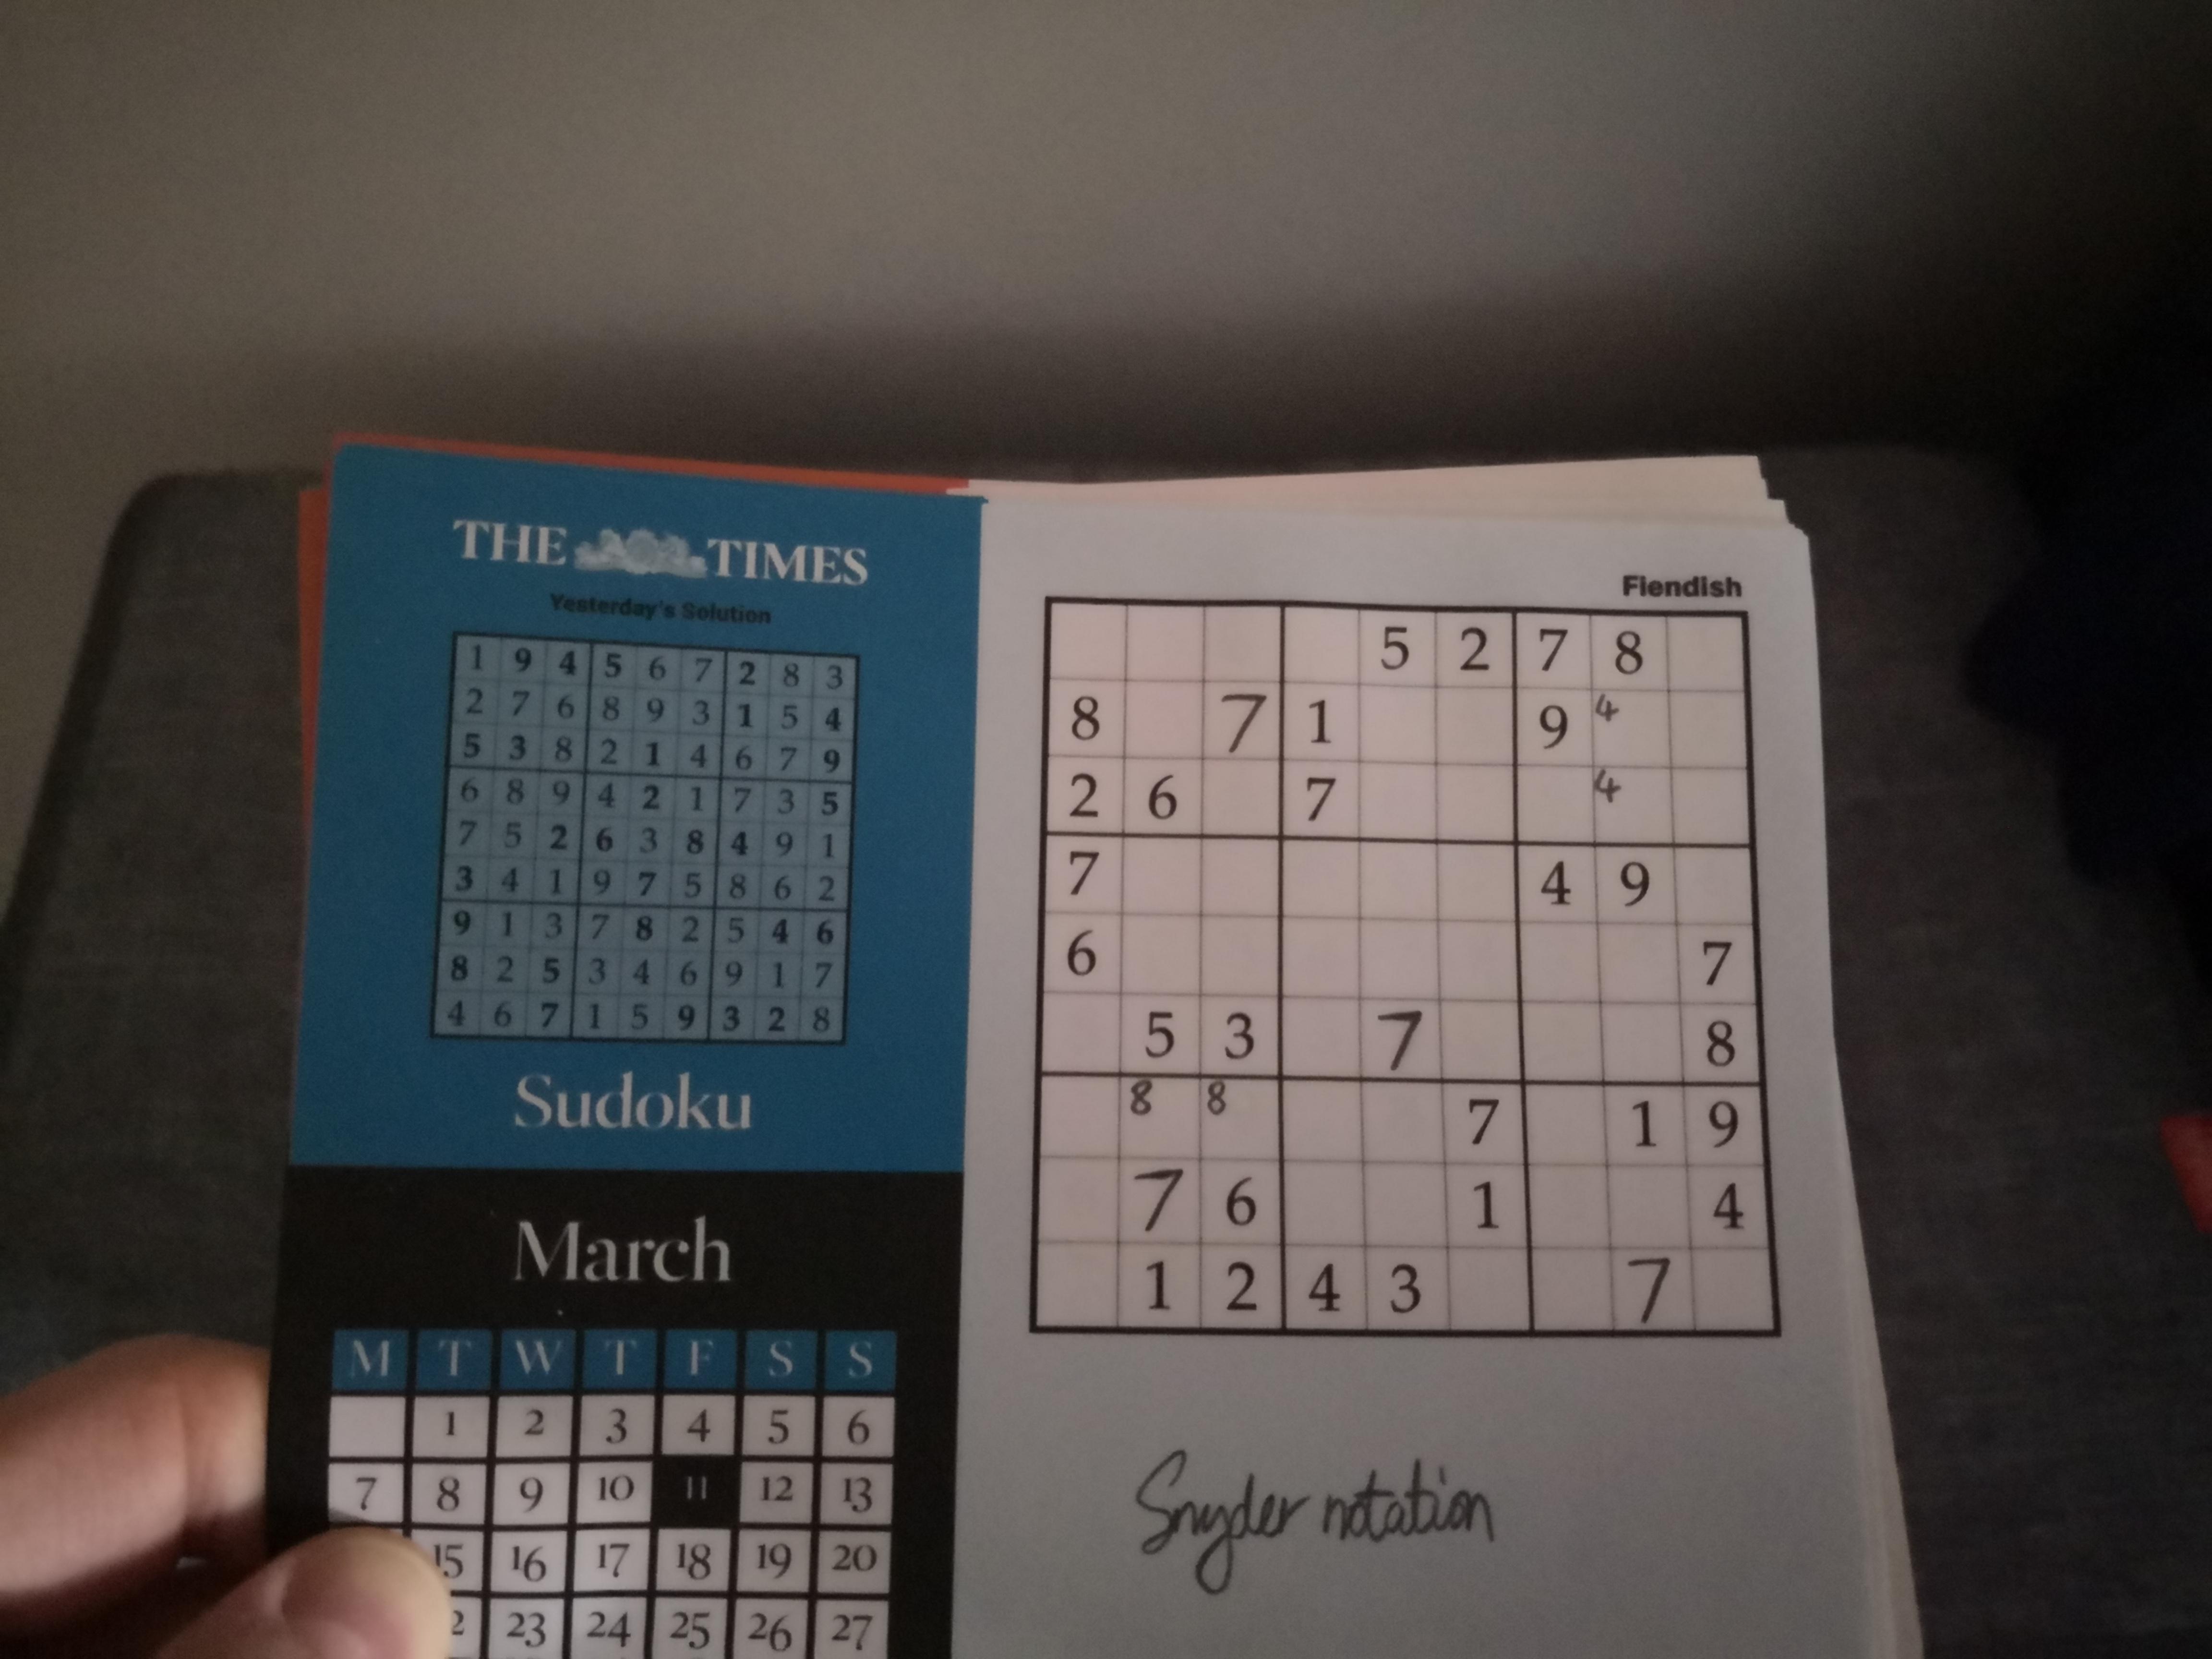 THE TIMES
Yesterday's Solution
1 9 4 5 6 7 2 8 3
2 7 6 8 9 3 1 5 4
5 3 8 2 1 4 6 7 9
6 8 9 4 2 1 7 3 5
7 5 2 6 3 8 4 9 1
3 4 1 9 7 5 8 6 2
9 1 3 7 8 2 5 4 6
8 2 5 3 4 6 9 1 7
4 6 7 1 5 9 3 2 8
Sudoku
March
M T W T F S S
1 2 3 4 5 6
7 8 9 10 11 12 13
15 16 17 18 19 20
2 23 24 25 26 27
Fiendish
5 2 7 8
8 7 1 9 4
2 6 7 4
7 4 9
6 7
5 3 7 8
8 8 7 1 9
7 6 1 4
1 2 4 3 7
Snyder notation